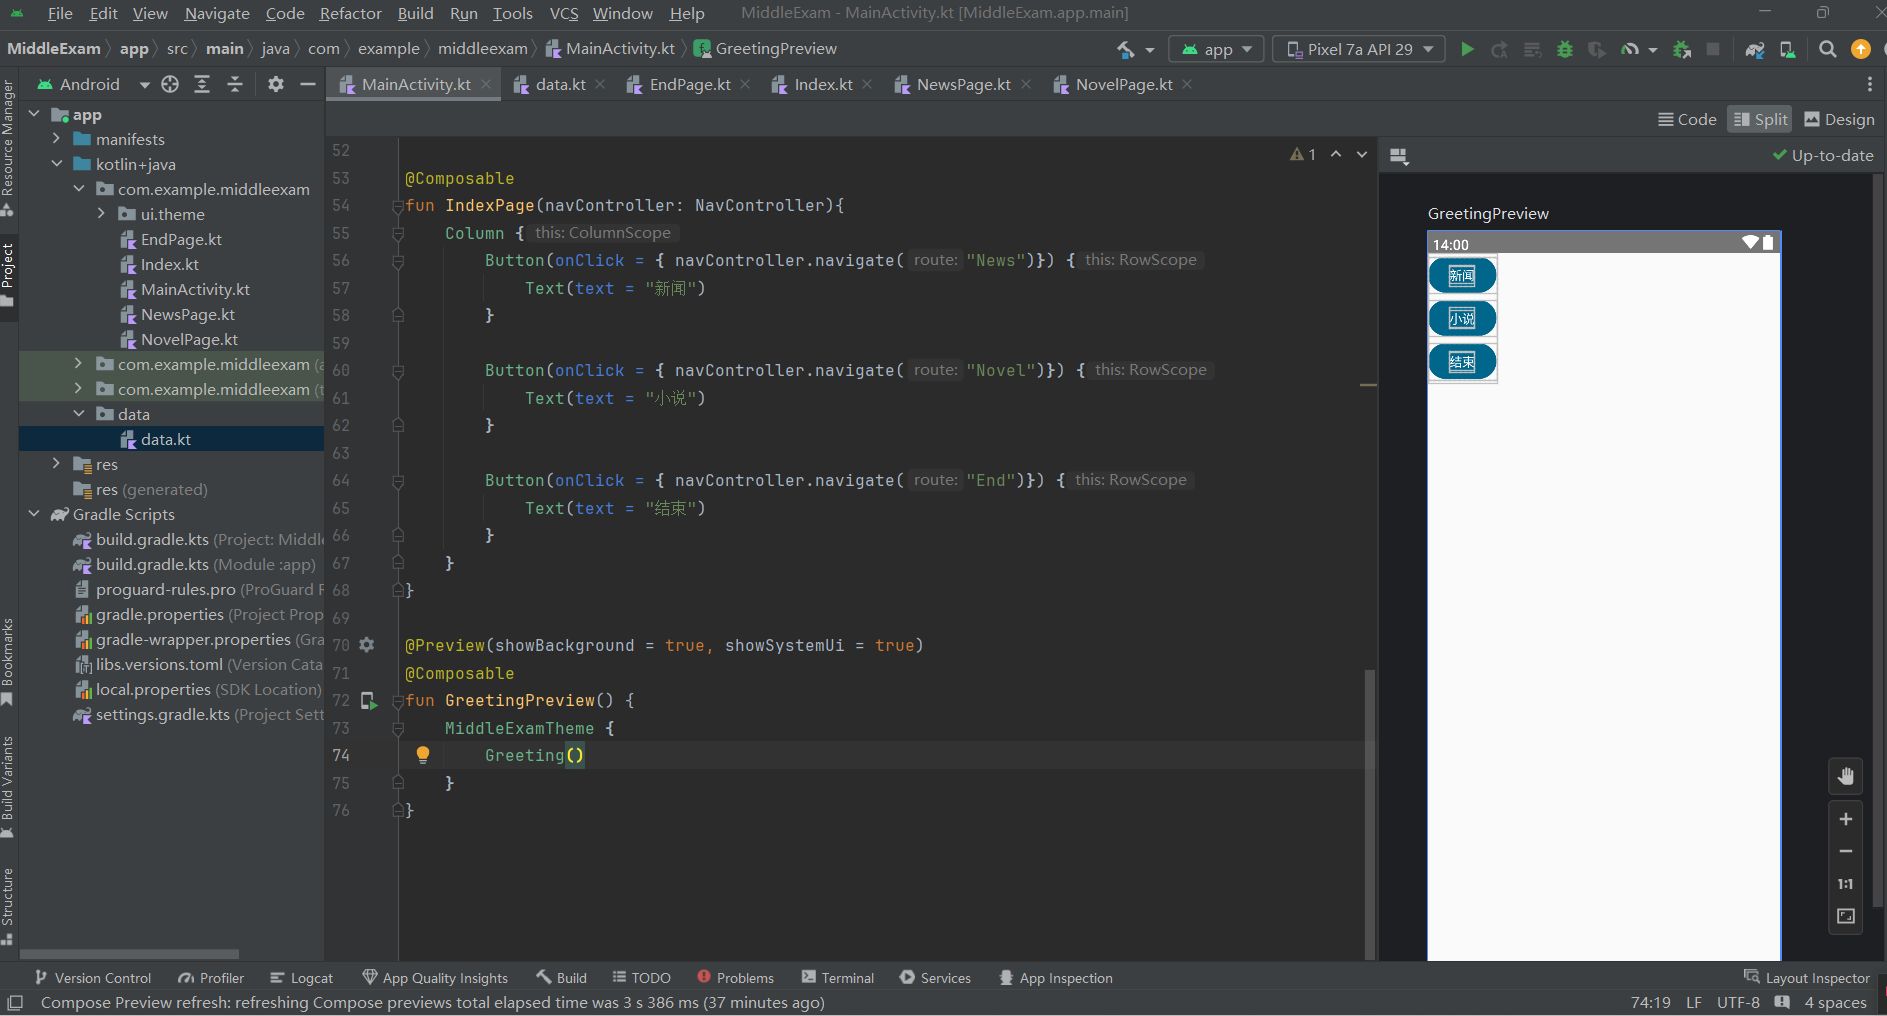 File Edit View Navigate Code Refactor Build Run Tools VCS Window Help MiddleExam - MainActivity.kt [MiddleExam.app.main]
MiddleExam app src main java com example middleexam MainActivity.kt GreetingPreview app Pixel 7a API 29
Android MainActivity.kt data.kt EndPage.kt Index.kt NewsPage.kt NovelPage.kt
Code Split Design
Up-to-date
Resource Manager
Project
Bookmarks
Build Variants
Structure
app
manifests
kotlin+java
com.example.middleexam
ui.theme
EndPage.kt
Index.kt
MainActivity.kt
NewsPage.kt
NovelPage.kt
com.example.middleexam
com.example.middleexam
data
data.kt
res
res (generated)
Gradle Scripts
build.gradle.kts (Project: Middl
build.gradle.kts (Module :app)
proguard-rules.pro (ProGuard R
gradle.properties (Project Prop
gradle-wrapper.properties (Gra
libs.versions.toml (Version Cata
local.properties (SDK Location)
settings.gradle.kts (Project Sett
1
52
53 @Composable
54 fun IndexPage(navController: NavController){
55 Column { this: ColumnScope
56 Button(onClick = { navController.navigate( route: "News")}) { this: RowScope
57 Text(text = "新闻")
58 }
59
60 Button(onClick = { navController.navigate( route: "Novel")}) { this: RowScope
61 Text(text = "小说")
62 }
63
64 Button(onClick = { navController.navigate( route: "End")}) { this: RowScope
65 Text(text = "结束")
66 }
67 }
68 }
69
70 @Preview(showBackground = true, showSystemUi = true)
71 @Composable
72 fun GreetingPreview() {
73 MiddleExamTheme {
74 Greeting()
75 }
76 }
GreetingPreview
14:00
新闻
小说
结束
1:1
Version Control Profiler Logcat App Quality Insights Build TODO Problems Terminal Services App Inspection Layout Inspector
Compose Preview refresh: refreshing Compose previews total elapsed time was 3 s 386 ms (37 minutes ago) 74:19 LF UTF-8 4 spaces